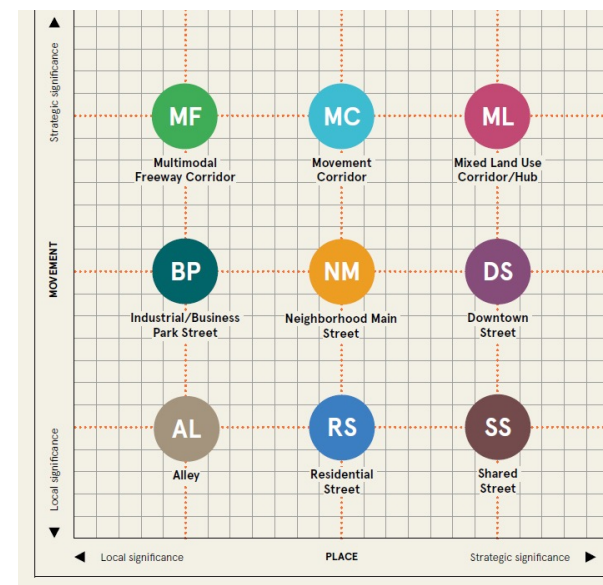 Strategic significance
MOVEMENT
Local significance
MF
Multimodal
Freeway Corridor
MC
Movement
Corridor
ML
Mixed Land Use
Corridor/Hub
BP
Industrial/Business
Park Street
NM
Neighborhood Main
Street
DS
Downtown
Street
AL
Alley
RS
Residential
Street
SS
Shared
Street
Local significance
PLACE
Strategic significance